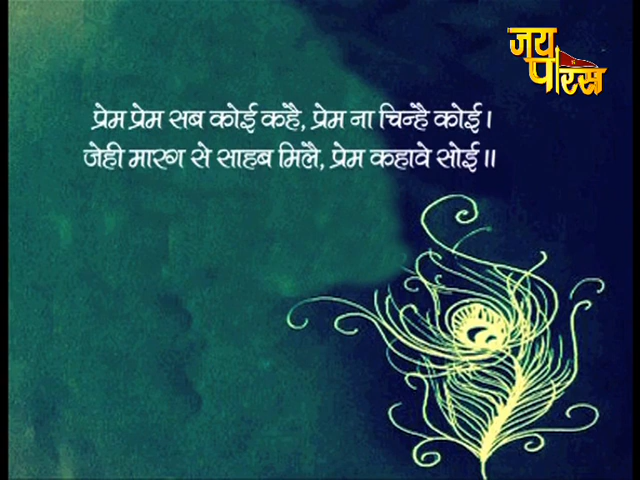 जय
पारस
प्रेम प्रेम सब कोई कहै, प्रेम ना चिन्है कोई।
जेही मारग से साहब मिलै, प्रेम कहावे सोई॥